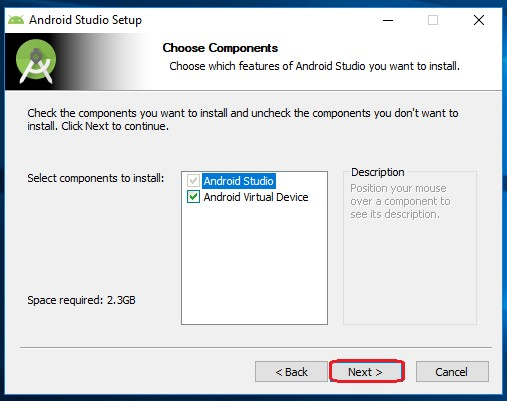 Android Studio Setup
Choose Components
Choose which features of Android Studio you want to install.
Check the components you want to install and uncheck the components you don't want to
install. Click Next to continue.
Select components to install:
Android Studio
Android Virtual Device
Description
Position your mouse
over a component to
see its description.
Space required: 2.3GB
< Back
Next >
Cancel